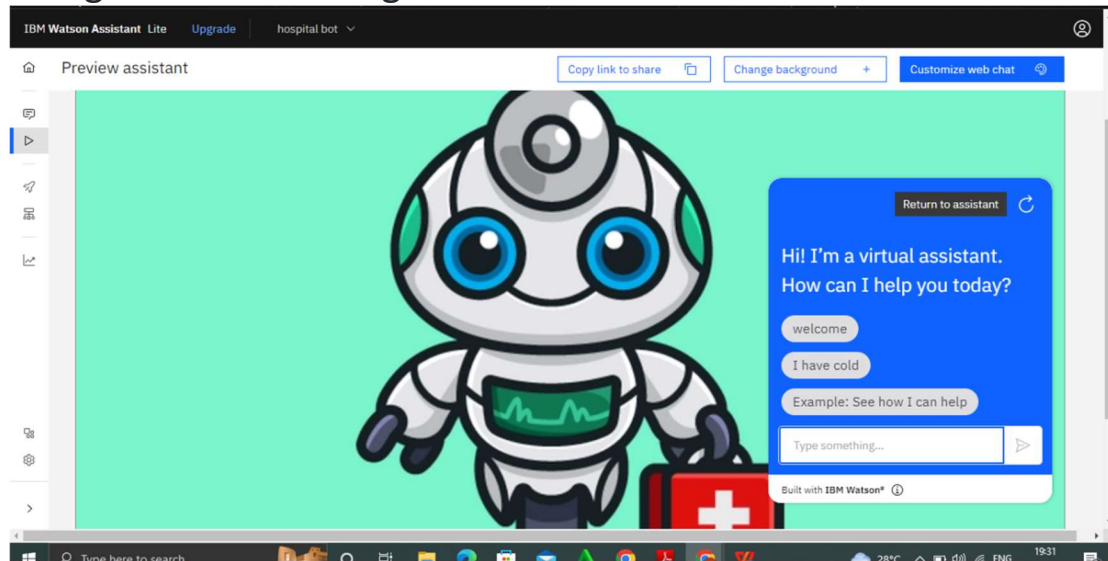 IBM Watson Assistant Lite Upgrade hospital bot
Preview assistant Copy link to share Change background + Customize web chat
Return to assistant
Hi! I'm a virtual assistant.
How can I help you today?
welcome
I have cold
Example: See how I can help
Type something...
Built with IBM Watson®
Type here to search 28°C ENG 19:31